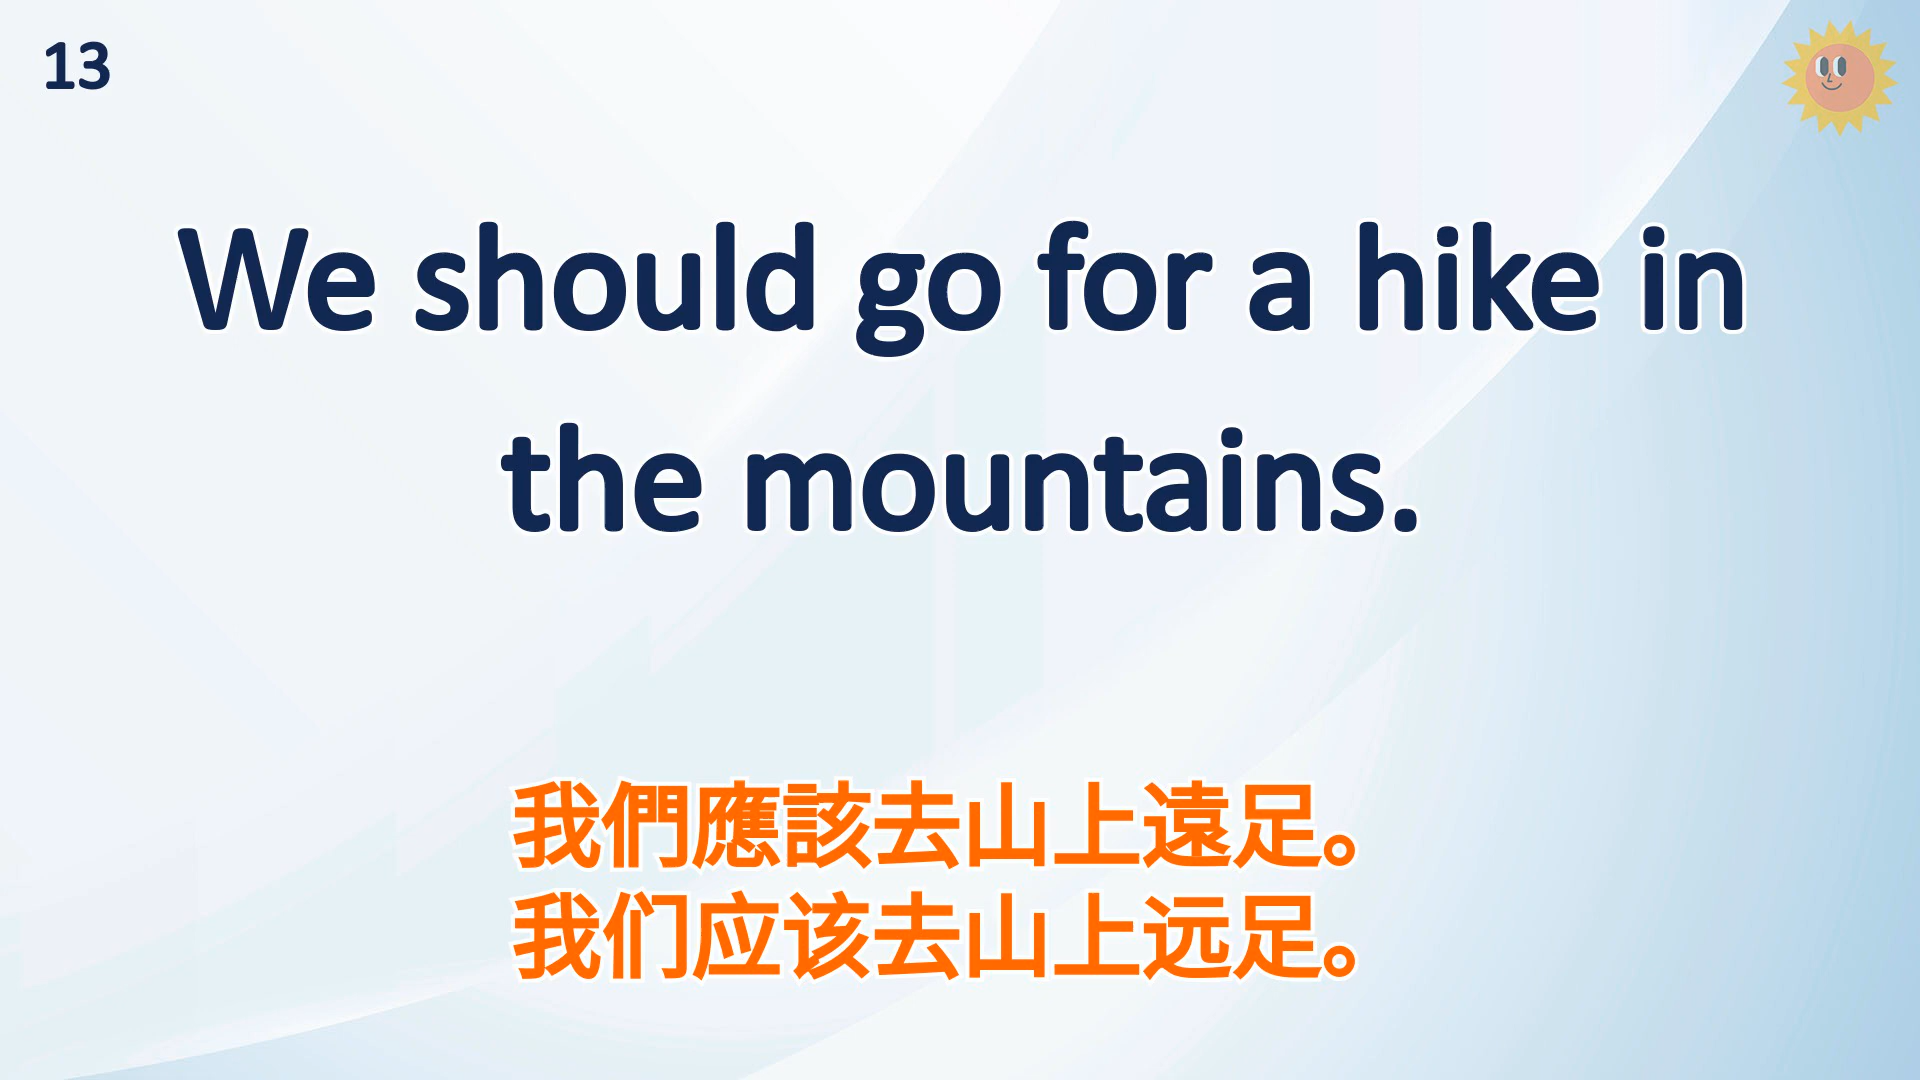 13
We should go for a hike in
the mountains.
我們應該去山上遠足。
我们应该去山上远足。